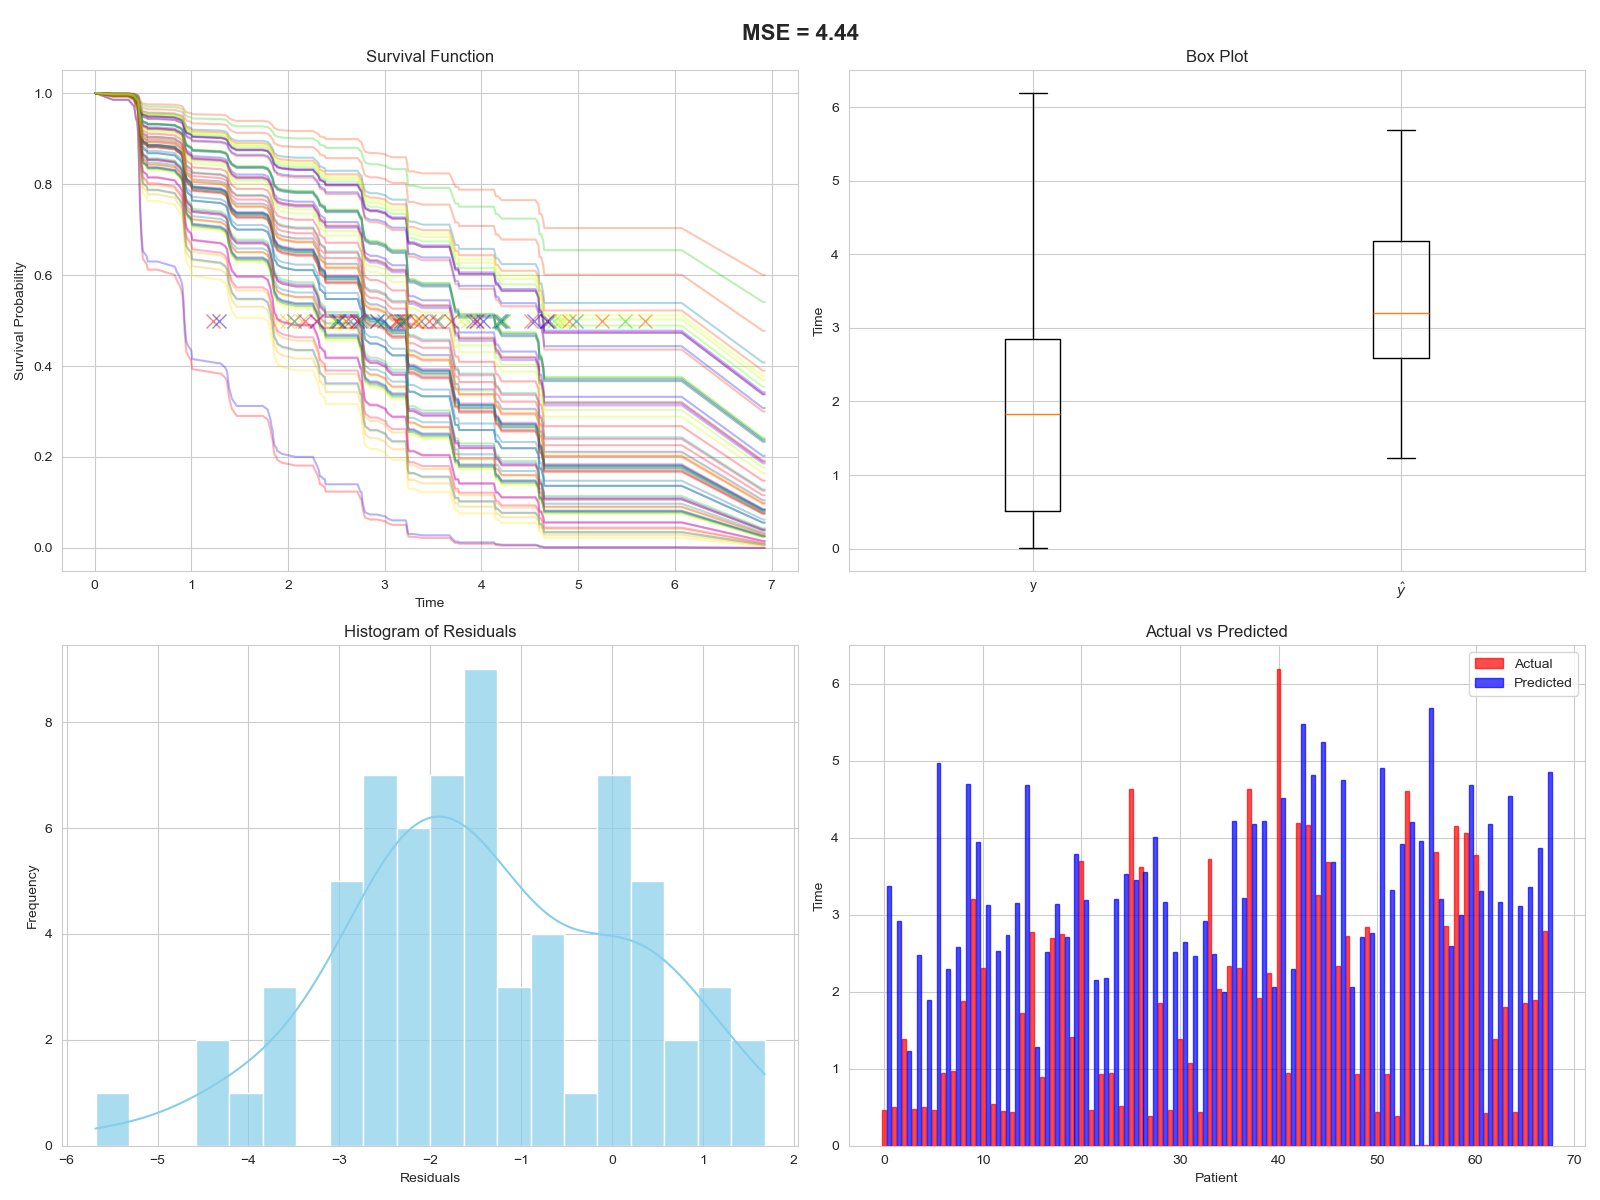 MSE = 4.44
Survival Function
Survival Probability
1.0
0.8
0.6
0.4
0.2
0.0
0 1 2 3 4 5 6 7
Time
Box Plot
Time
6
5
4
3
2
1
0
y ŷ
Histogram of Residuals
Frequency
8
6
4
2
0
−6 −5 −4 −3 −2 −1 0 1 2
Residuals
Actual vs Predicted
Actual
Predicted
Time
6
5
4
3
2
1
0
0 10 20 30 40 50 60 70
Patient